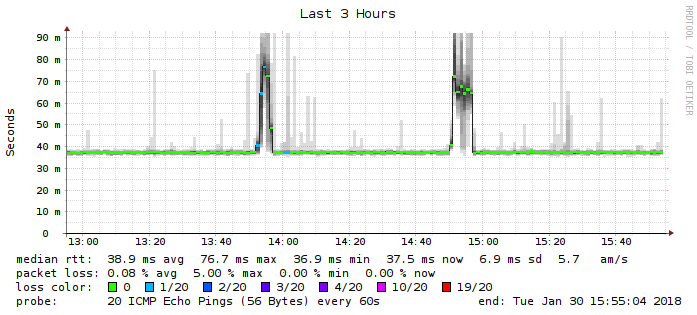 Last 3 Hours
RRDTOOL / TOBI OETIKER
Seconds
90 m
80 m
70 m
60 m
50 m
40 m
30 m
20 m
10 m
0
13:00 13:20 13:40 14:00 14:20 14:40 15:00 15:20 15:40
median rtt: 38.9 ms avg 76.7 ms max 36.9 ms min 37.5 ms now 6.9 ms sd 5.7 am/s
packet loss: 0.08 % avg 5.00 % max 0.00 % min 0.00 % now
loss color: 0 1/20 2/20 3/20 4/20 10/20 19/20
probe: 20 ICMP Echo Pings (56 Bytes) every 60s end: Tue Jan 30 15:55:04 2018